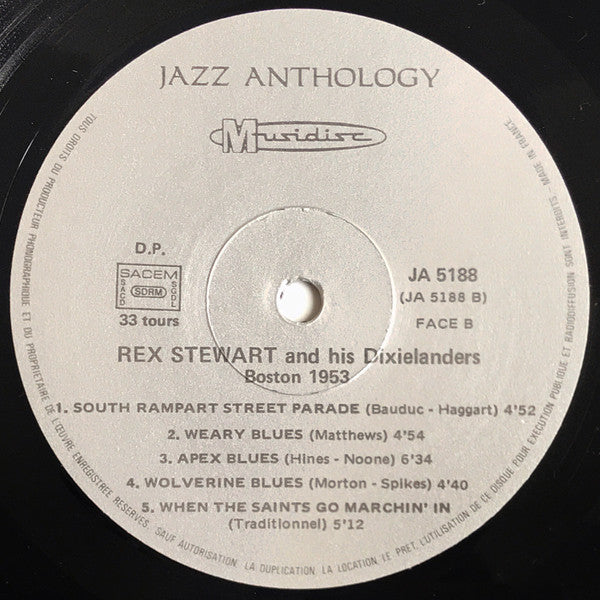 JAZZ ANTHOLOGY
Musidisc
D.P.
SACEM
SACD
SDRM
SGDL
33 tours
JA 5188
(JA 5188 B)
FACE B
REX STEWART and his Dixielanders
Boston 1953
1. SOUTH RAMPART STREET PARADE (Bauduc - Haggart) 4'52
2. WEARY BLUES (Matthews) 4'54
3. APEX BLUES (Hines - Noone) 6'34
4. WOLVERINE BLUES (Morton - Spikes) 4'40
5. WHEN THE SAINTS GO MARCHIN' IN
(Traditionnel) 5'12
TOUS DROITS DU PRODUCTEUR PHONOGRAPHIQUE ET DU PROPRIETAIRE DE L'ŒUVRE ENREGISTREE RESERVES. SAUF AUTORISATION LA DUPLICATION, LA LOCATION, LE PRET, L'UTILISATION DE CE DISQUE POUR EXECUTION PUBLIQUE ET RADIODIFFUSION SONT INTERDITS - MADE IN FRANCE